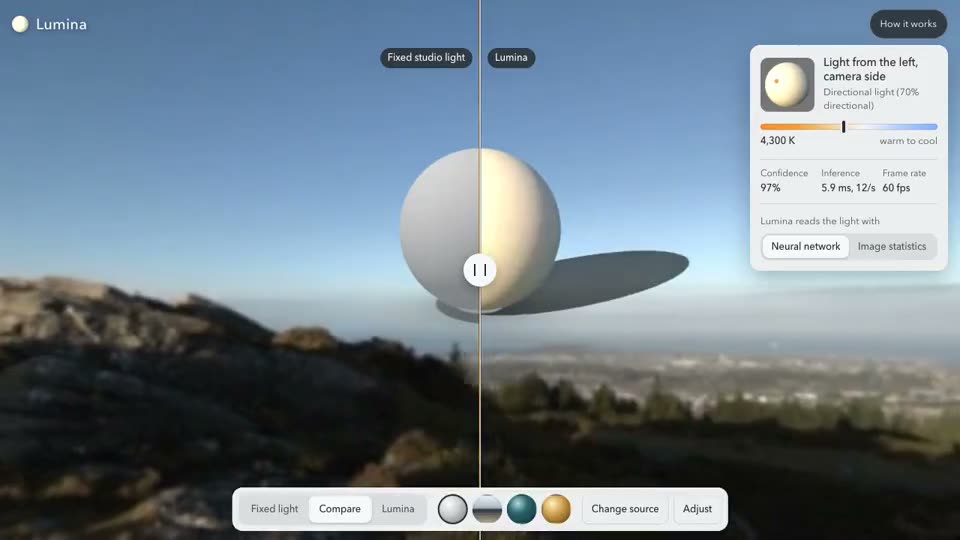 Lumina
How it works
Fixed studio light
Lumina
Light from the left,
camera side
Directional light (70%
directional)
4,300 K
warm to cool
Confidence
Inference
Frame rate
97%
5.9 ms, 12/s
60 fps
Lumina reads the light with
Neural network
Image statistics
Fixed light
Compare
Lumina
Change source
Adjust